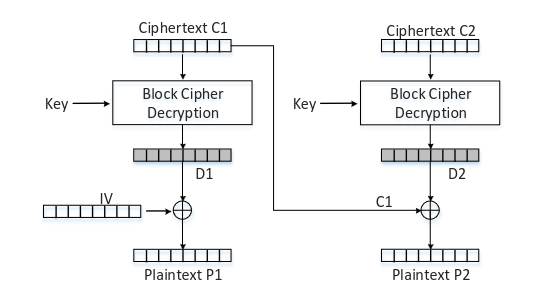 Ciphertext C1
Ciphertext C2
Key
Block Cipher
Decryption
Key
Block Cipher
Decryption
D1
D2
IV
C1
Plaintext P1
Plaintext P2